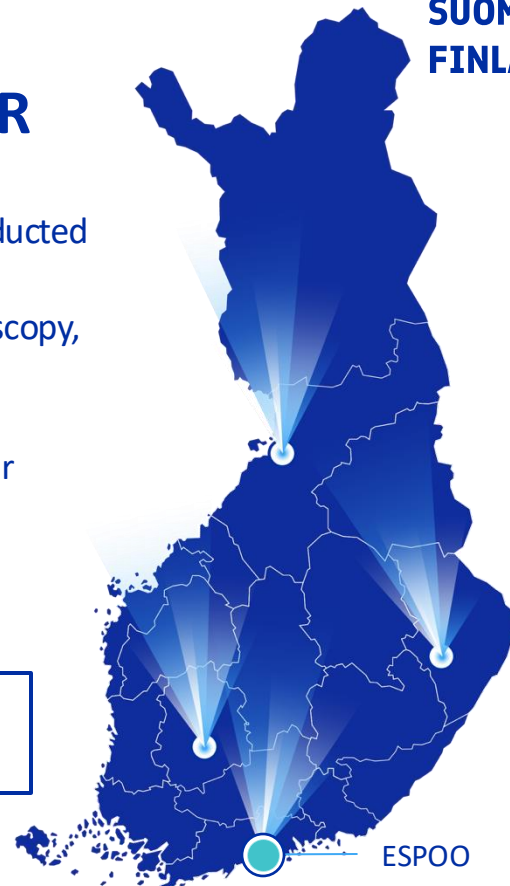 SUOM
FINLA
R
ducted
scopy,
r
ESPOO